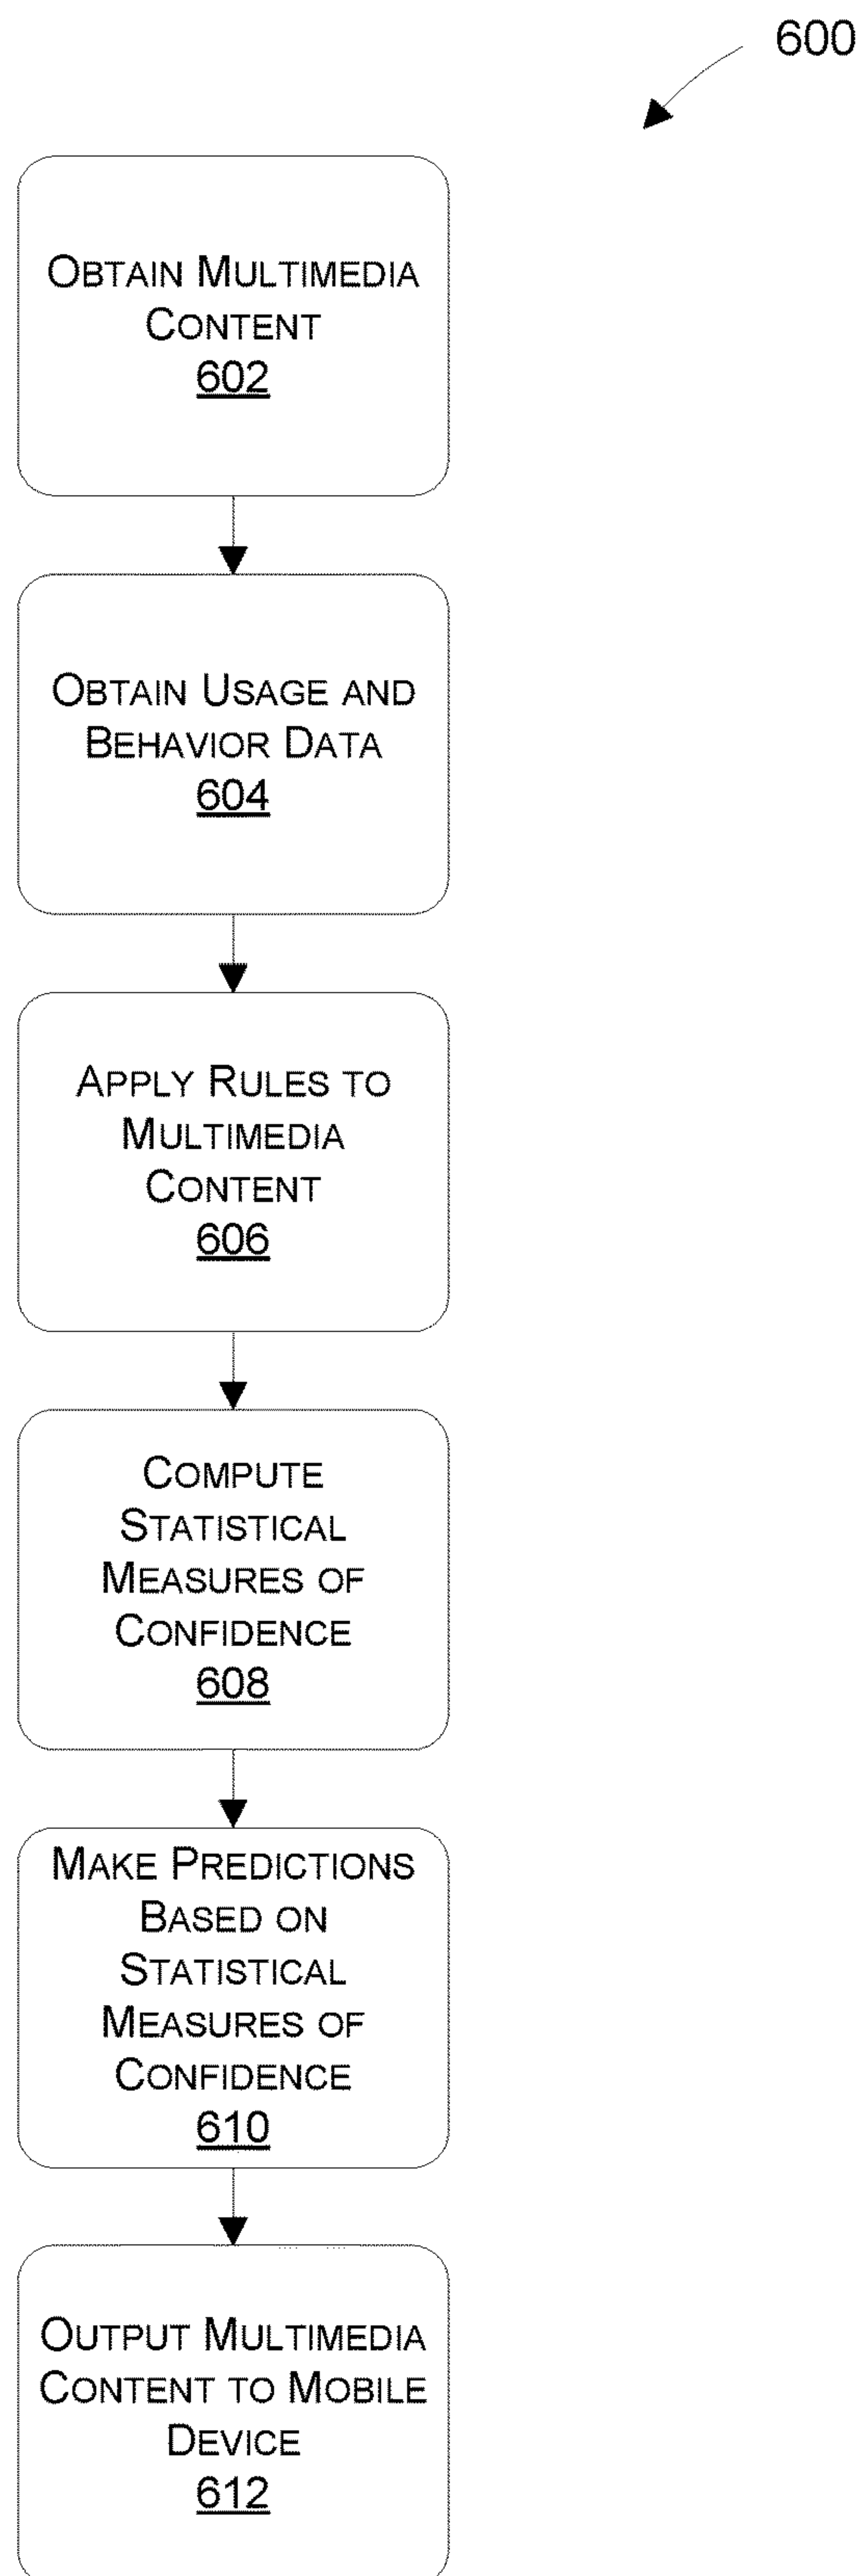 600
OBTAIN MULTIMEDIA
CONTENT
602
OBTAIN USAGE AND
BEHAVIOR DATA
604
APPLY RULES TO
MULTIMEDIA
CONTENT
606
COMPUTE
STATISTICAL
MEASURES OF
CONFIDENCE
608
MAKE PREDICTIONS
BASED ON
STATISTICAL
MEASURES OF
CONFIDENCE
610
OUTPUT MULTIMEDIA
CONTENT TO MOBILE
DEVICE
612